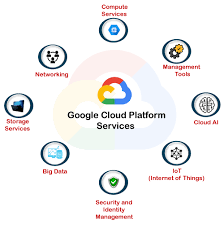 Compute
Services
Networking
Management
Tools
Storage
Services
Google Cloud Platform
Services
Cloud AI
Big Data
IoT
(Internet of Things)
Security and
Identity
Management